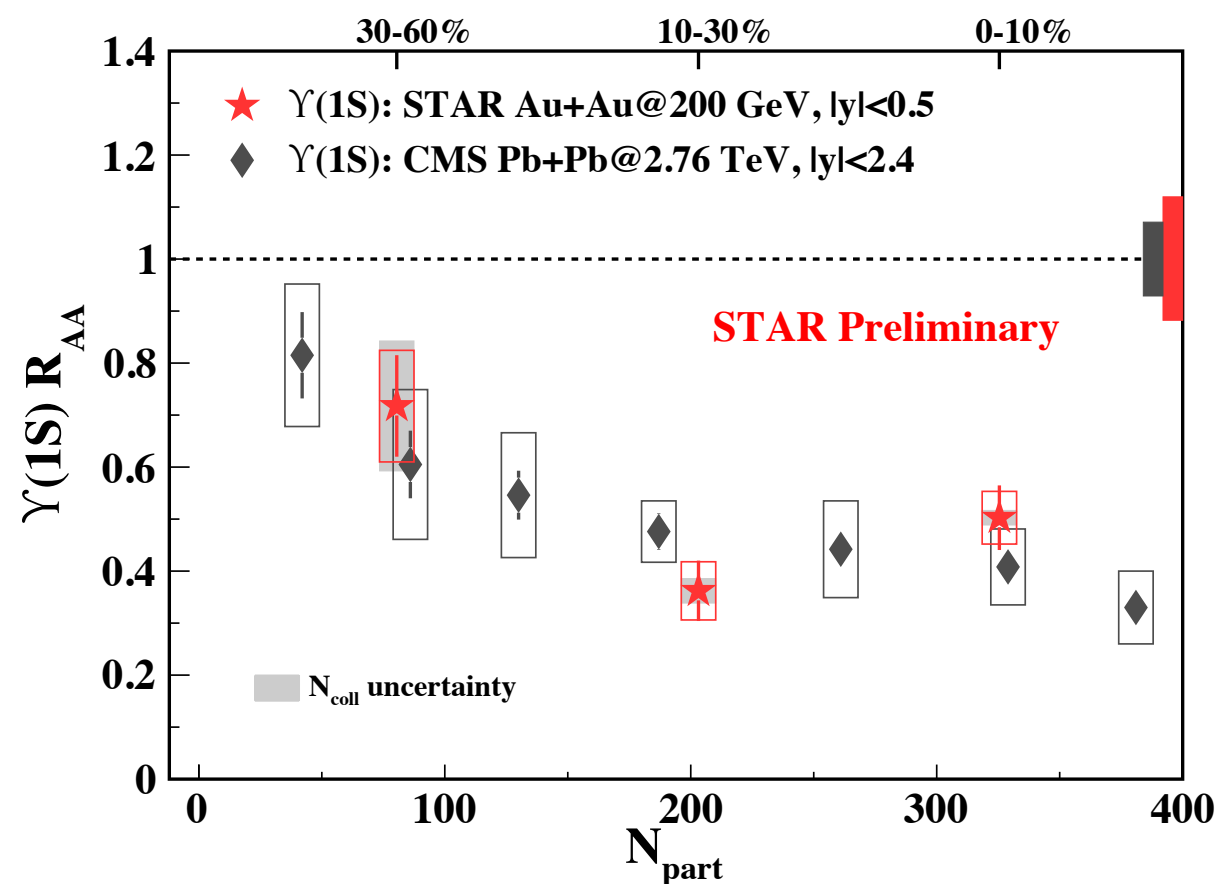 30-60% 10-30% 0-10%
1.4
ϒ(1S): STAR Au+Au@200 GeV, |y|<0.5
1.2
ϒ(1S): CMS Pb+Pb@2.76 TeV, |y|<2.4
1
STAR Preliminary
0.8
0.6
0.4
0.2
N_coll uncertainty
0
ϒ(1S) R_AA
0 100 200 300 400
N_part